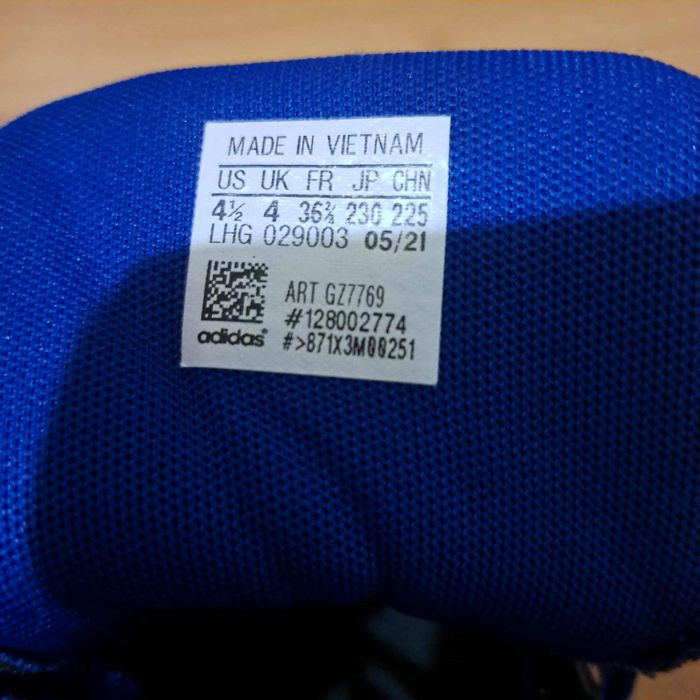 MADE IN VIETNAM
US UK FR JP CHN
4½ 4 36⅔ 230 225
LHG 029003 05/21
ART GZ7769
#128002774
adidas® #>871X3M00251